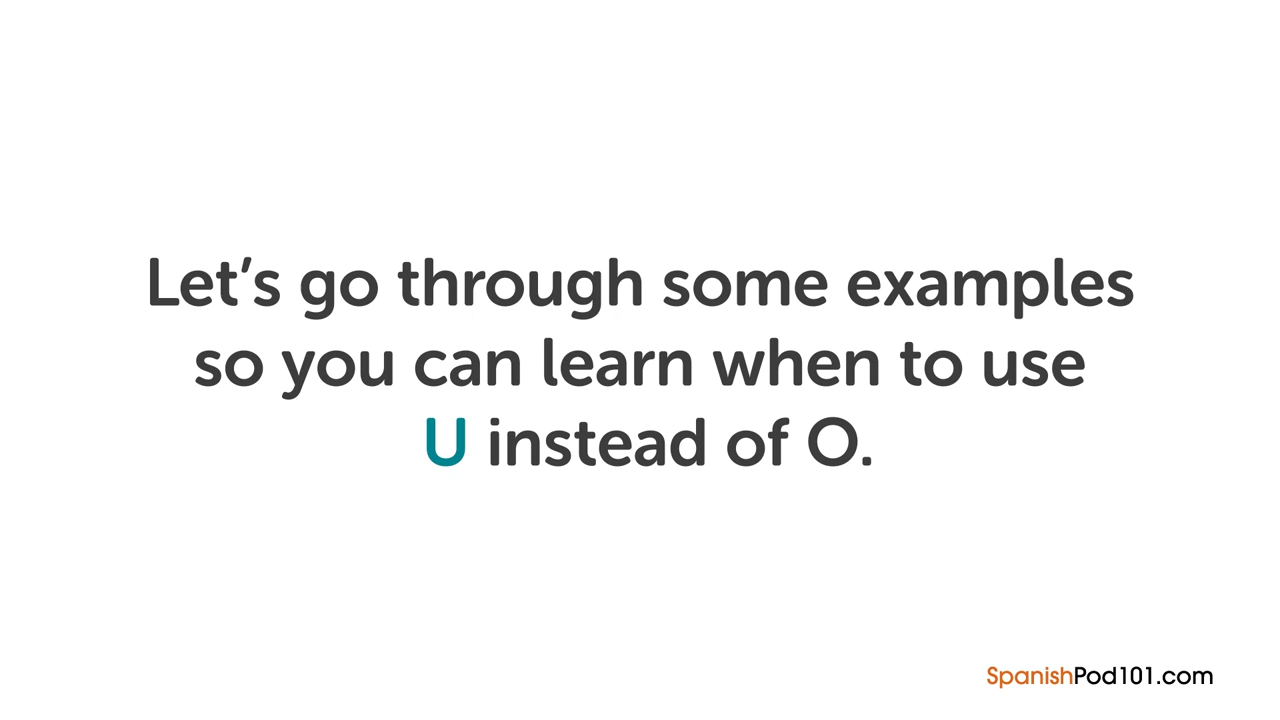 Let’s go through some examples
so you can learn when to use
U instead of O.
SpanishPod101.com